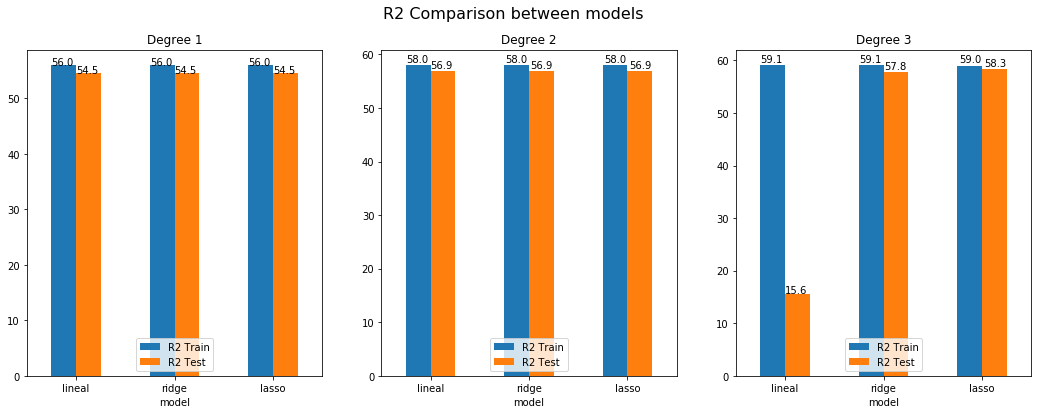 R2 Comparison between models
Degree 1
56.0 54.5 56.0 54.5 56.0 54.5
50
40
30
20
10
0
R2 Train
R2 Test
lineal ridge lasso
model
Degree 2
58.0 56.9 58.0 56.9 58.0 56.9
60
50
40
30
20
10
0
R2 Train
R2 Test
lineal ridge lasso
model
Degree 3
59.1 15.6 59.1 57.8 59.0 58.3
60
50
40
30
20
10
0
R2 Train
R2 Test
lineal ridge lasso
model